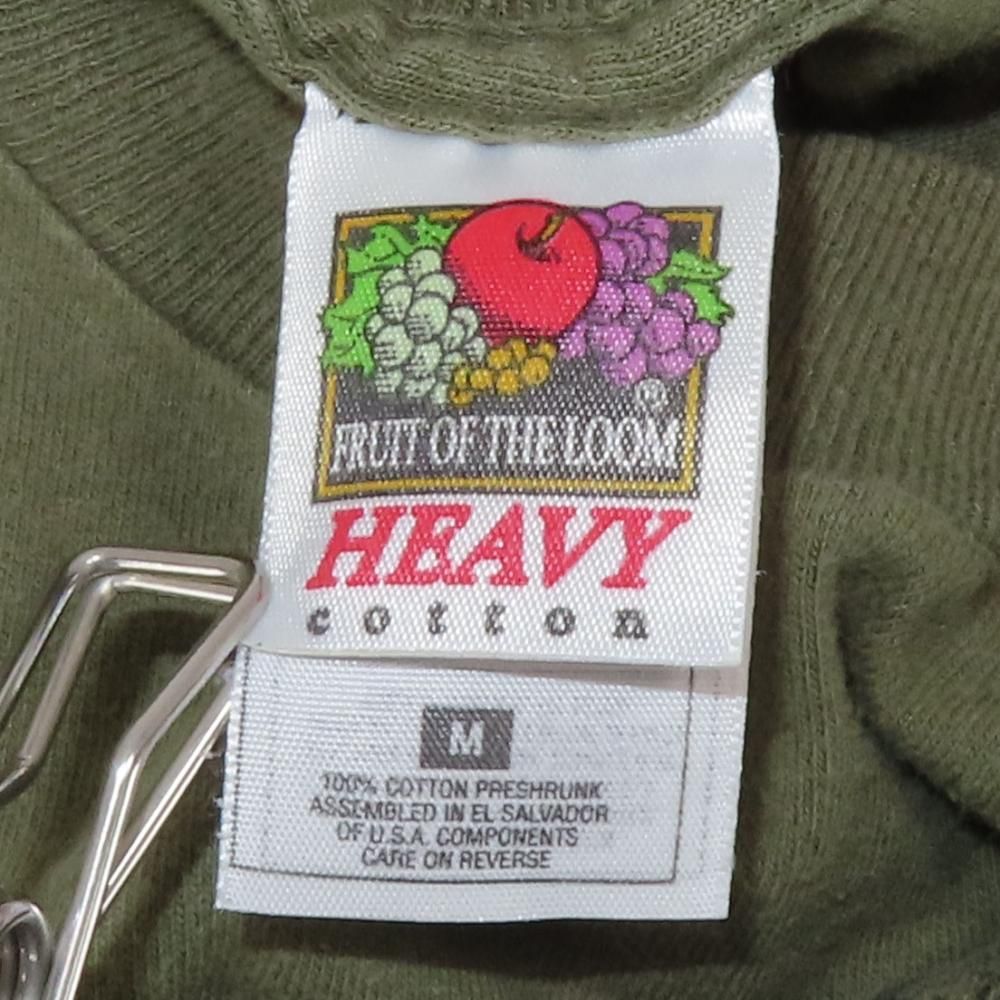 FRUIT OF THE LOOM®
HEAVY
cotton
M
100% COTTON PRESHRUNK
ASSEMBLED IN EL SALVADOR
OF U.S.A. COMPONENTS
CARE ON REVERSE